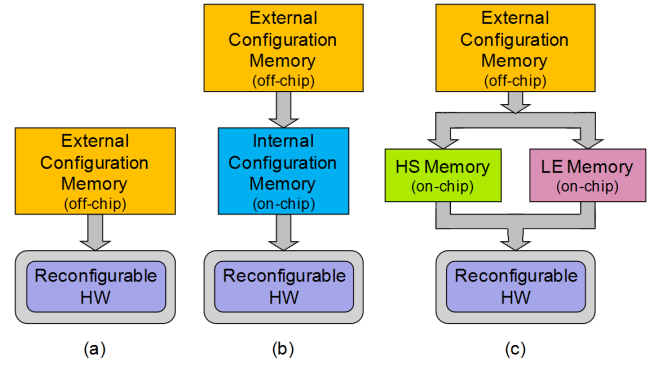 External
Configuration
Memory
(off-chip)
Reconfigurable
HW
(a)
External
Configuration
Memory
(off-chip)
Internal
Configuration
Memory
(on-chip)
Reconfigurable
HW
(b)
External
Configuration
Memory
(off-chip)
HS Memory
(on-chip)
LE Memory
(on-chip)
Reconfigurable
HW
(c)